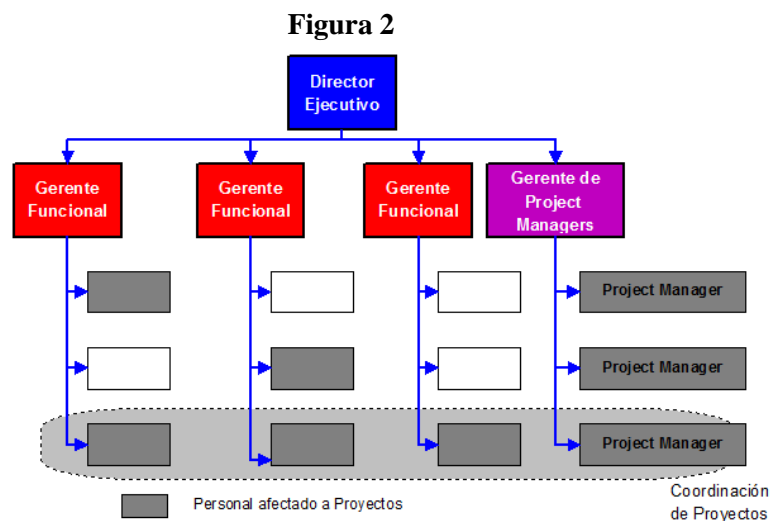 Figura 2
Director
Ejecutivo
Gerente
Funcional
Gerente
Funcional
Gerente
Funcional
Gerente de
Project
Managers
Project Manager
Project Manager
Project Manager
Personal afectado a Proyectos
Coordinación
de Proyectos